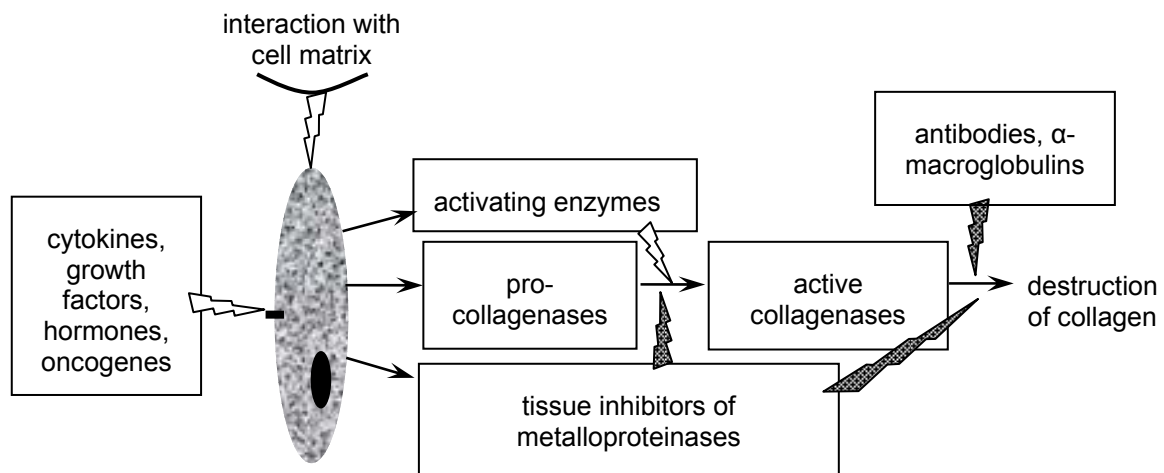 interaction with
cell matrix
antibodies, α-
macroglobulins
activating enzymes
cytokines,
growth
factors,
hormones,
oncogenes
pro-
collagenases
active
collagenases
destruction
of collagen
tissue inhibitors of
metalloproteinases